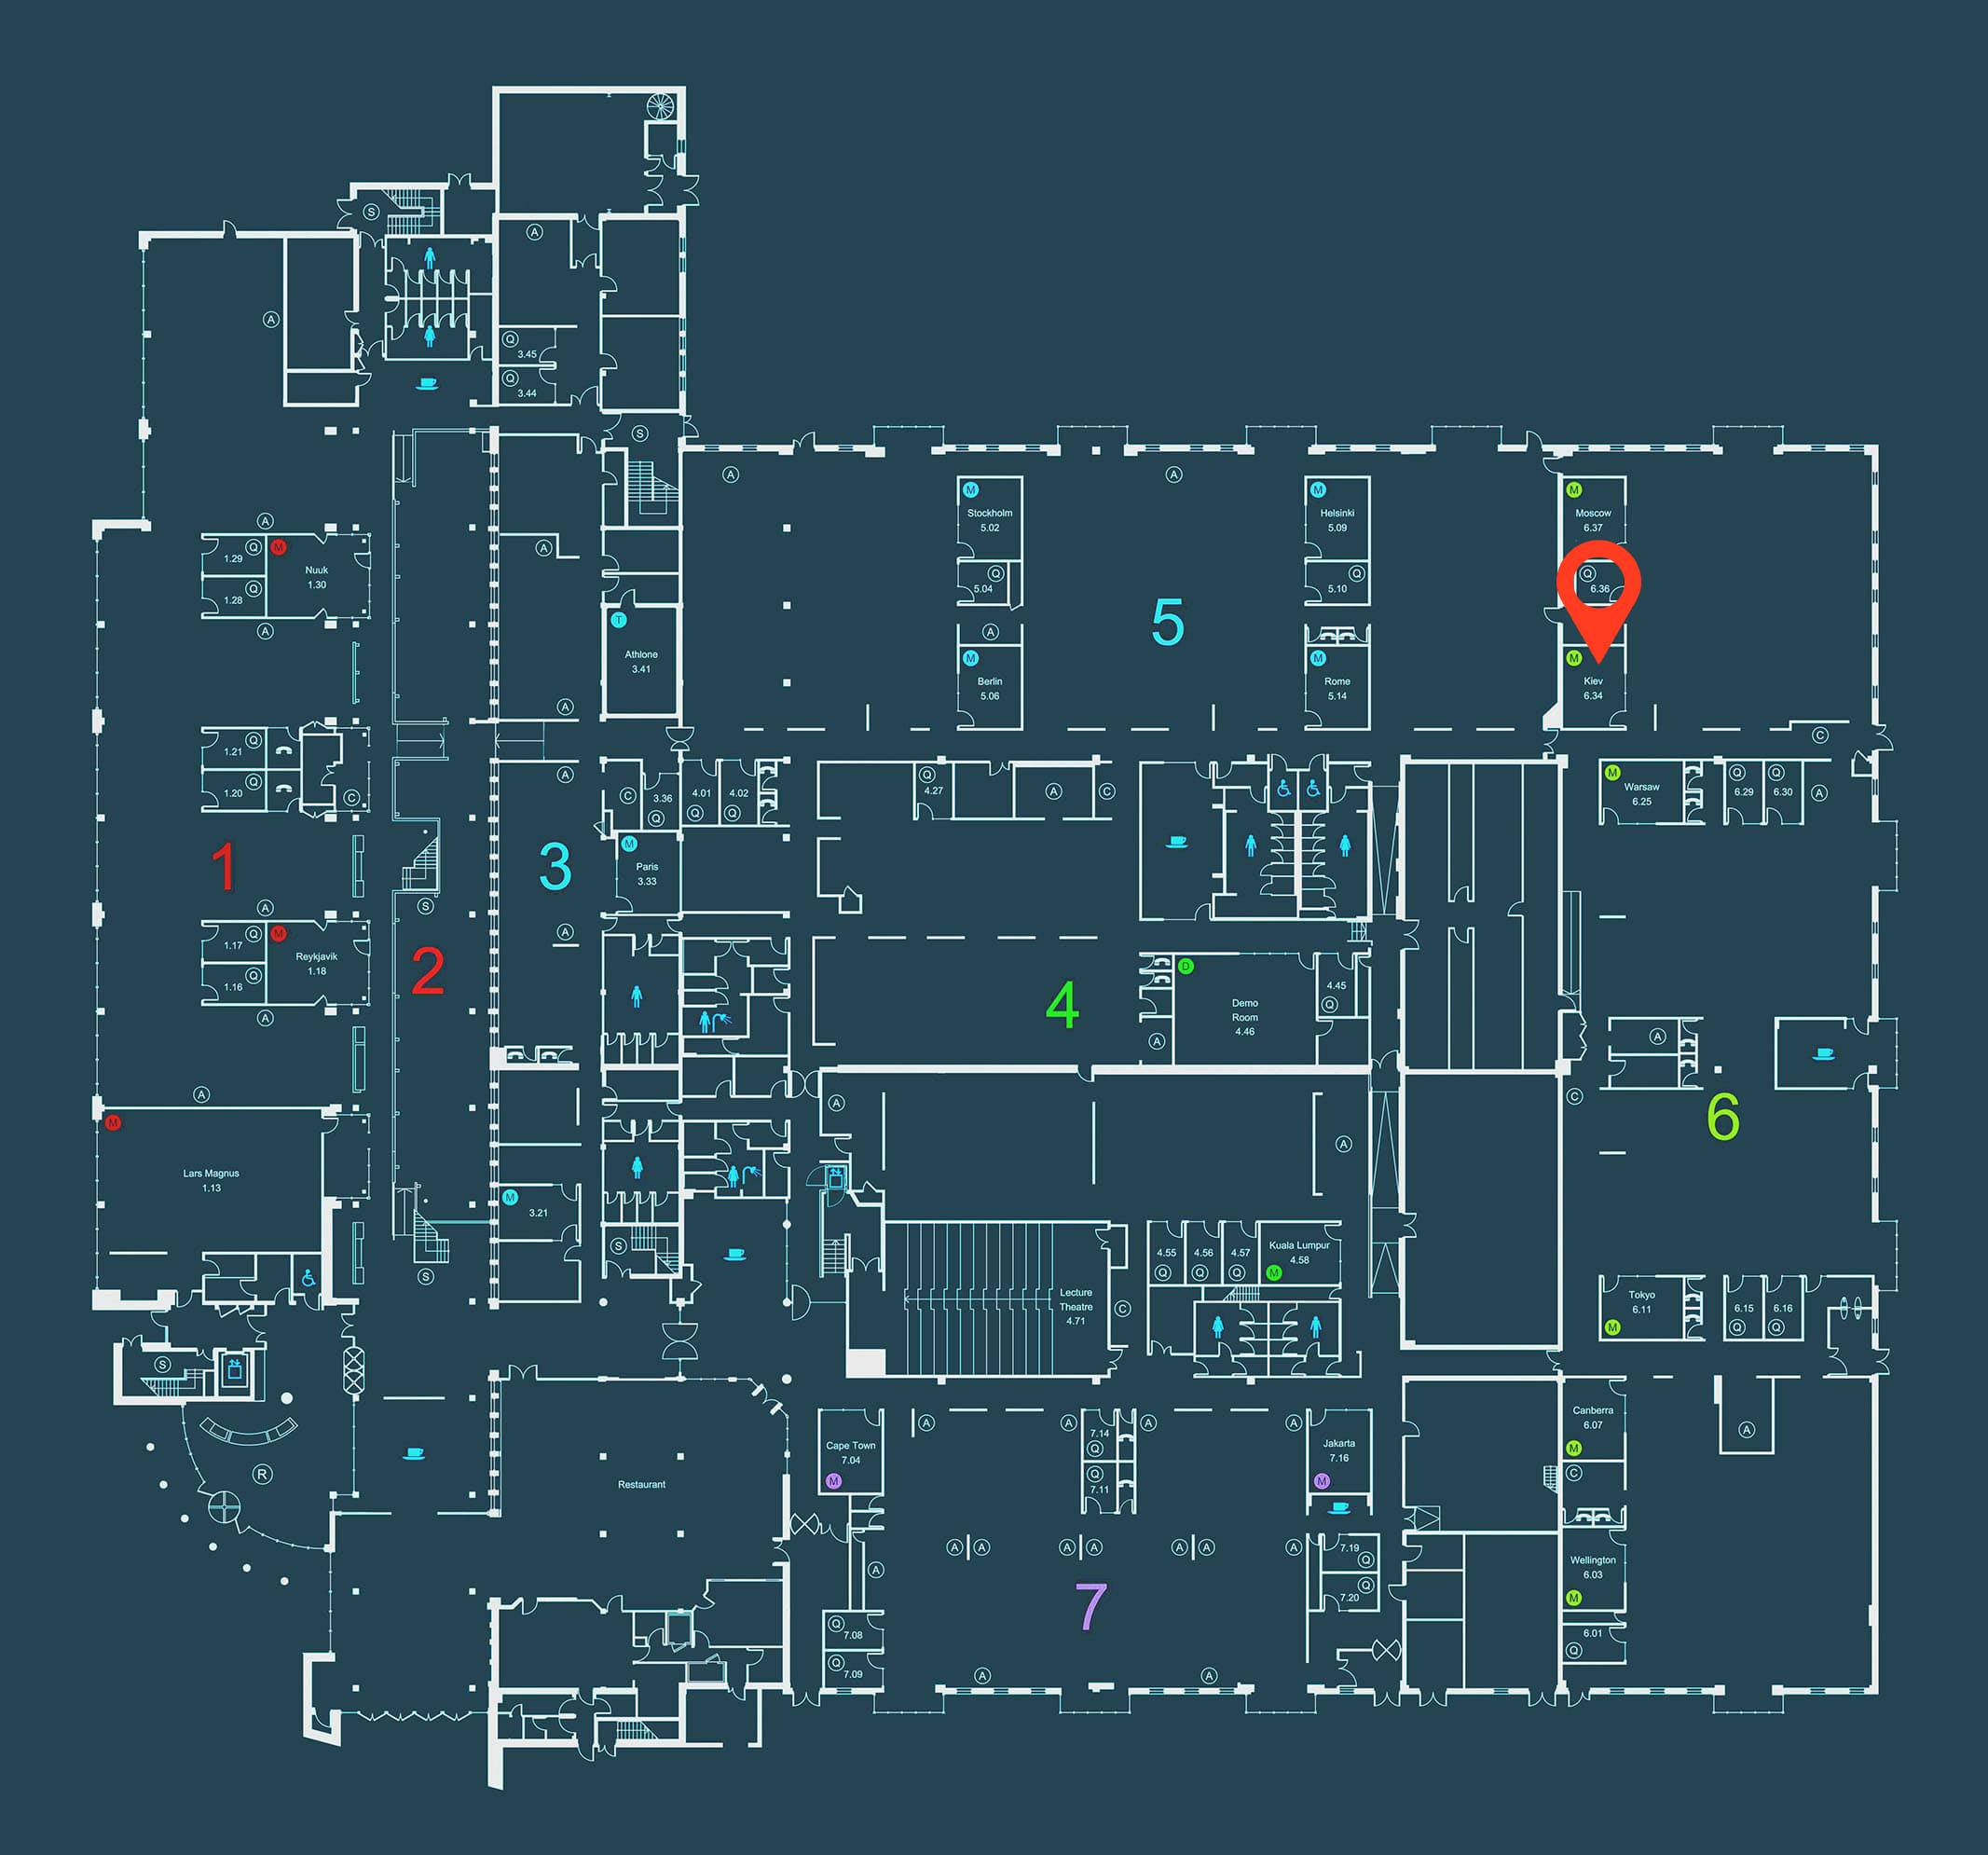 S
A
A
Q
3.45
Q
3.44
S
A
A
M
Stockholm
5.02
Q
5.04
A
M
Berlin
5.06
M
Helsinki
5.09
Q
5.10
M
Rome
5.14
5
M
Moscow
6.37
Q
6.36
M
Kiev
6.34
A
1.29
Q
1.28
Q
M
Nuuk
1.30
A
A
T
Athlone
3.41
A
1.21
Q
1.20
Q
C
1
A
1.17
Q
1.16
Q
M
Reykjavik
1.18
A
A
M
Lars Magnus
1.13
S
2
S
A
3
A
C
3.36
Q
M
Paris
3.33
M
3.21
S
4.01
Q
4.02
Q
Q
4.27
A
C
4
D
Demo
Room
4.46
4.45
Q
A
A
A
4.55
Q
4.56
Q
4.57
Q
Kuala Lumpur
4.58
M
Lecture
Theatre
4.71
C
C
M
Warsaw
6.25
Q
6.29
Q
6.30
A
A
C
6
Tokyo
6.11
M
6.15
Q
6.16
Q
Canberra
6.07
M
C
A
Wellington
6.03
M
6.01
Q
S
R
Restaurant
Cape Town
7.04
M
A
A
7.14
Q
Q
7.11
A
A
Jakarta
7.16
M
A
A
A
A
A
A
A
A
7.19
Q
Q
7.20
7
Q
7.08
Q
7.09
A
A